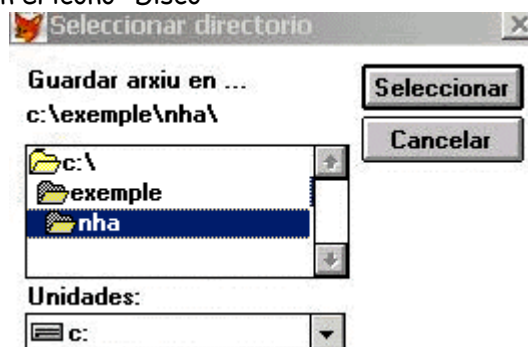 n el icono "Disco"
Seleccionar directorio
Guardar arxiu en ...
c:\exemple\nha\
Seleccionar
Cancelar
c:\
exemple
nha
Unidades:
c: